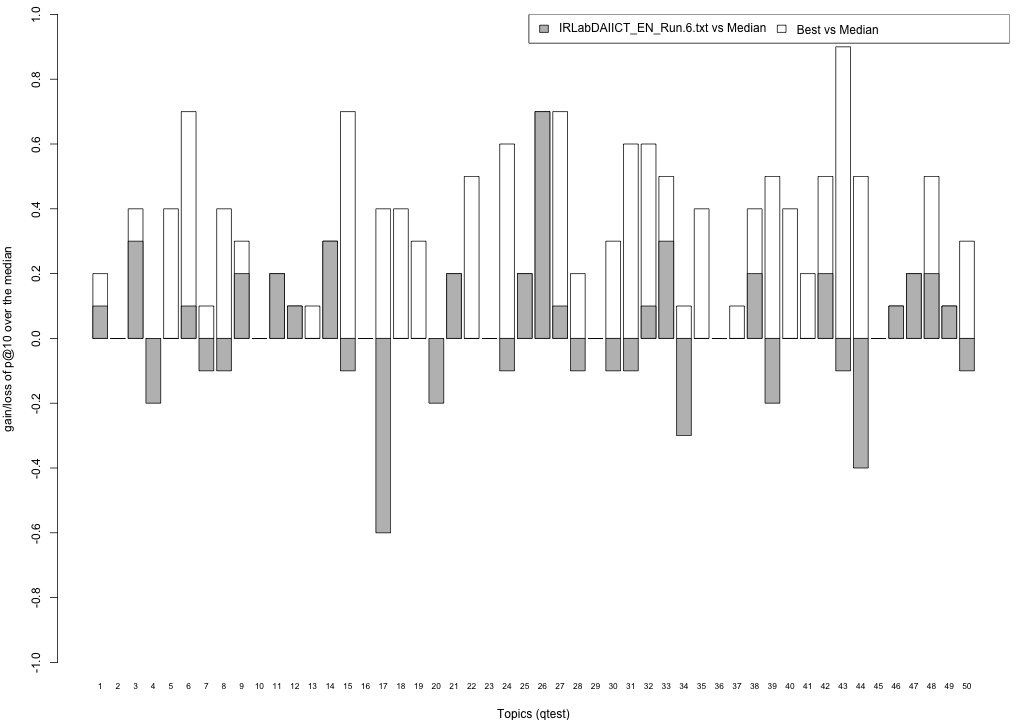 IRLabDAIICT_EN_Run.6.txt vs Median Best vs Median
1.0
0.8
0.6
0.4
0.2
0.0
-0.2
-0.4
-0.6
-0.8
-1.0
gain/loss of p@10 over the median
1 2 3 4 5 6 7 8 9 10 11 12 13 14 15 16 17 18 19 20 21 22 23 24 25 26 27 28 29 30 31 32 33 34 35 36 37 38 39 40 41 42 43 44 45 46 47 48 49 50
Topics (qtest)